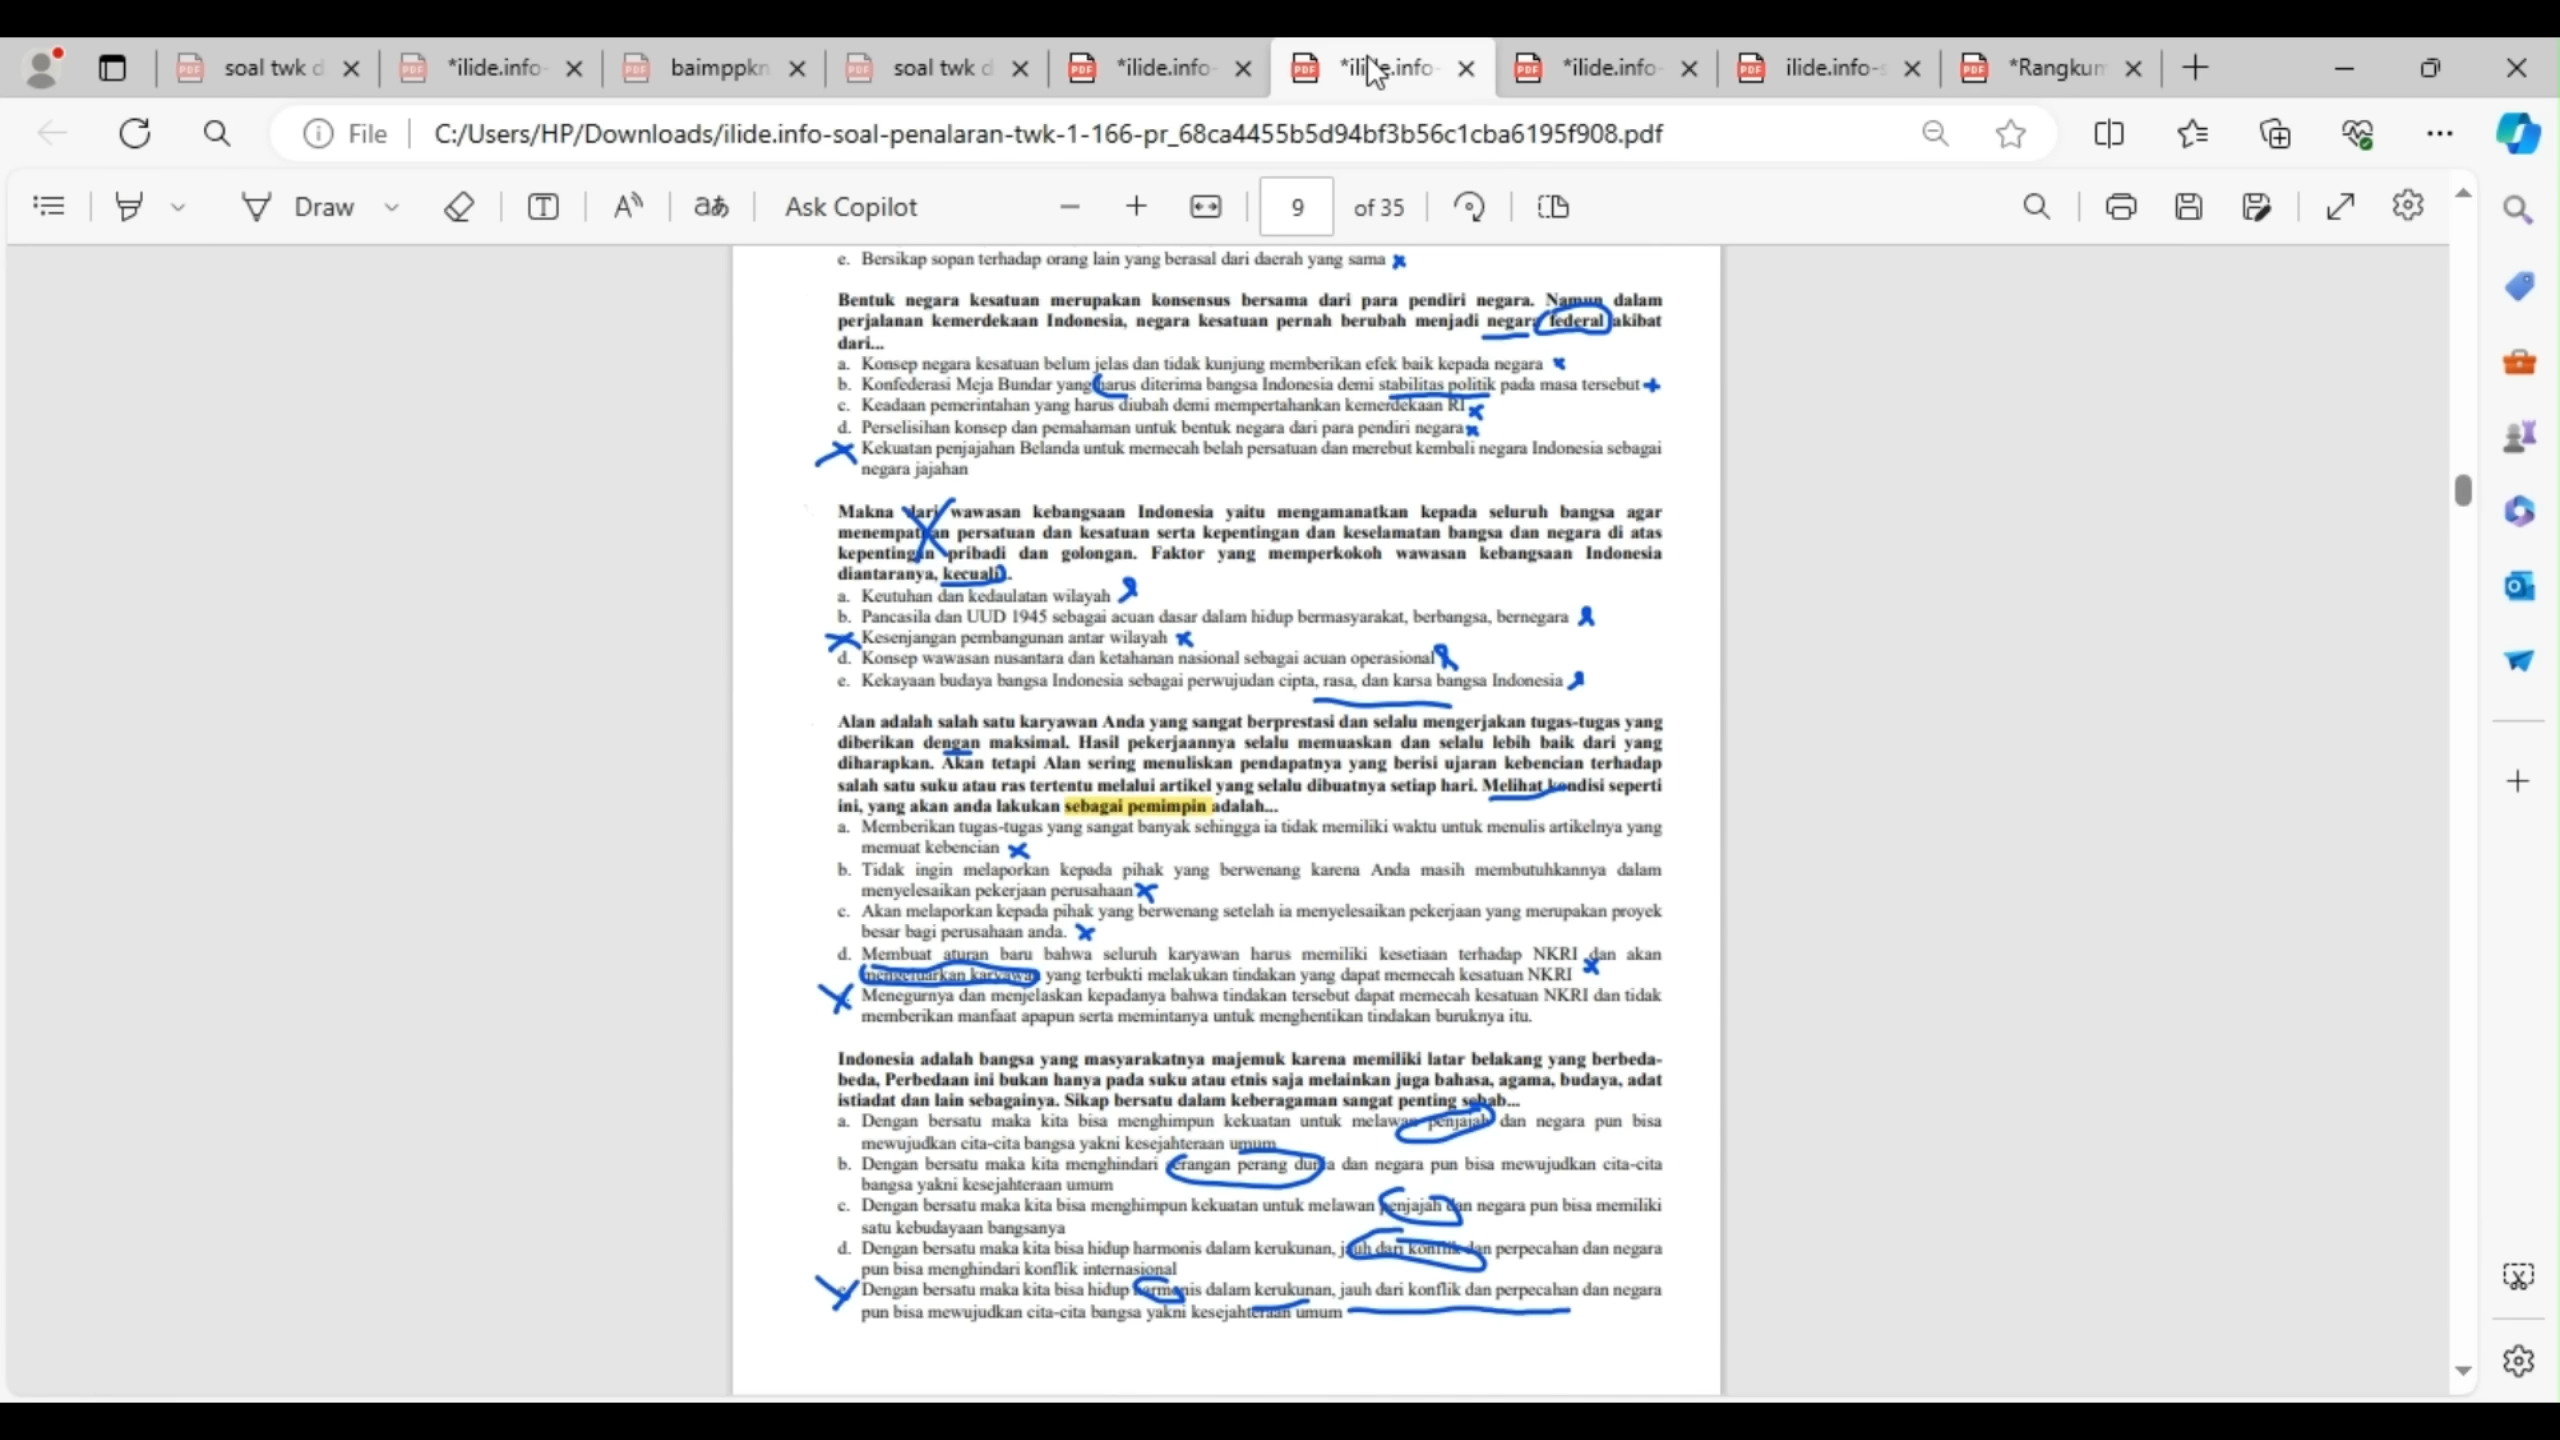 soal twk d
*ilide.info-
baimppkn
soal twk d
*ilide.info-
*ilide.info-
*ilide.info-
ilide.info-s
*Rangkum
File
C:/Users/HP/Downloads/ilide.info-soal-penalaran-twk-1-166-pr_68ca4455b5d94bf3b56c1cba6195f908.pdf
Draw
Ask Copilot
9 of 35
e. Bersikap sopan terhadap orang lain yang berasal dari daerah yang sama
Bentuk negara kesatuan merupakan konsensus bersama dari para pendiri negara. Namun dalam
perjalanan kemerdekaan Indonesia, negara kesatuan pernah berubah menjadi negara federal akibat
dari...
a. Konsep negara kesatuan belum jelas dan tidak kunjung memberikan efek baik kepada negara
b. Konfederasi Meja Bundar yang harus diterima bangsa Indonesia demi stabilitas politik pada masa tersebut
c. Keadaan pemerintahan yang harus diubah demi mempertahankan kemerdekaan RI
d. Perselisihan konsep dan pemahaman untuk bentuk negara dari para pendiri negara
Kekuatan penjajahan Belanda untuk memecah belah persatuan dan merebut kembali negara Indonesia sebagai
negara jajahan
Makna dari wawasan kebangsaan Indonesia yaitu mengamanatkan kepada seluruh bangsa agar
menempatkan persatuan dan kesatuan serta kepentingan dan keselamatan bangsa dan negara di atas
kepentingan pribadi dan golongan. Faktor yang memperkokoh wawasan kebangsaan Indonesia
diantaranya, kecuali..
a. Keutuhan dan kedaulatan wilayah
b. Pancasila dan UUD 1945 sebagai acuan dasar dalam hidup bermasyarakat, berbangsa, bernegara
Kesenjangan pembangunan antar wilayah
d. Konsep wawasan nusantara dan ketahanan nasional sebagai acuan operasional
e. Kekayaan budaya bangsa Indonesia sebagai perwujudan cipta, rasa, dan karsa bangsa Indonesia
Alan adalah salah satu karyawan Anda yang sangat berprestasi dan selalu mengerjakan tugas-tugas yang
diberikan dengan maksimal. Hasil pekerjaannya selalu memuaskan dan selalu lebih baik dari yang
diharapkan. Akan tetapi Alan sering menuliskan pendapatnya yang berisi ujaran kebencian terhadap
salah satu suku atau ras tertentu melalui artikel yang selalu dibuatnya setiap hari. Melihat kondisi seperti
ini, yang akan anda lakukan sebagai pemimpin adalah...
a. Memberikan tugas-tugas yang sangat banyak sehingga ia tidak memiliki waktu untuk menulis artikelnya yang
memuat kebencian
b. Tidak ingin melaporkan kepada pihak yang berwenang karena Anda masih membutuhkannya dalam
menyelesaikan pekerjaan perusahaan
c. Akan melaporkan kepada pihak yang berwenang setelah ia menyelesaikan pekerjaan yang merupakan proyek
besar bagi perusahaan anda.
d. Membuat aturan baru bahwa seluruh karyawan harus memiliki kesetiaan terhadap NKRI dan akan
mengeluarkan karyawan yang terbukti melakukan tindakan yang dapat memecah kesatuan NKRI
Menegurnya dan menjelaskan kepadanya bahwa tindakan tersebut dapat memecah kesatuan NKRI dan tidak
memberikan manfaat apapun serta memintanya untuk menghentikan tindakan buruknya itu.
Indonesia adalah bangsa yang masyarakatnya majemuk karena memiliki latar belakang yang berbeda-
beda, Perbedaan ini bukan hanya pada suku atau etnis saja melainkan juga bahasa, agama, budaya, adat
istiadat dan lain sebagainya. Sikap bersatu dalam keberagaman sangat penting sebab...
a. Dengan bersatu maka kita bisa menghimpun kekuatan untuk melawan penjajah dan negara pun bisa
mewujudkan cita-cita bangsa yakni kesejahteraan umum
b. Dengan bersatu maka kita menghindari serangan perang dunia dan negara pun bisa mewujudkan cita-cita
bangsa yakni kesejahteraan umum
c. Dengan bersatu maka kita bisa menghimpun kekuatan untuk melawan penjajah dan negara pun bisa memiliki
satu kebudayaan bangsanya
d. Dengan bersatu maka kita bisa hidup harmonis dalam kerukunan, jauh dari konflik dan perpecahan dan negara
pun bisa menghindari konflik internasional
Dengan bersatu maka kita bisa hidup harmonis dalam kerukunan, jauh dari konflik dan perpecahan dan negara
pun bisa mewujudkan cita-cita bangsa yakni kesejahteraan umum